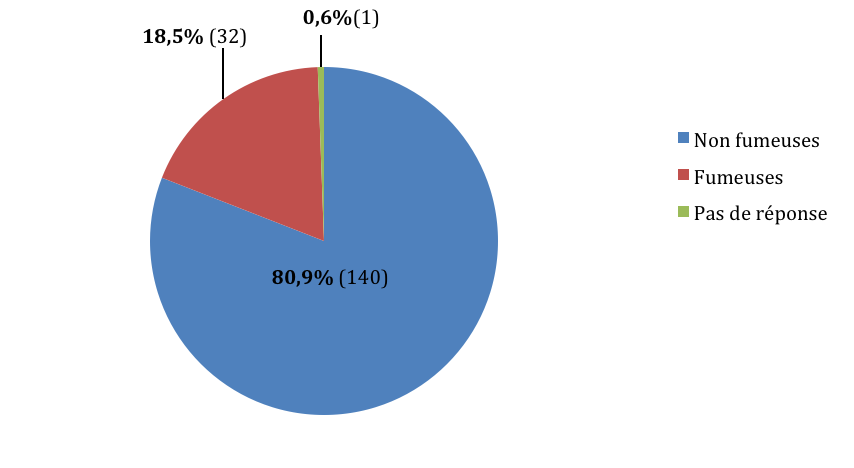 0,6%(1)
18,5% (32)
80,9% (140)
Non fumeuses
Fumeuses
Pas de réponse